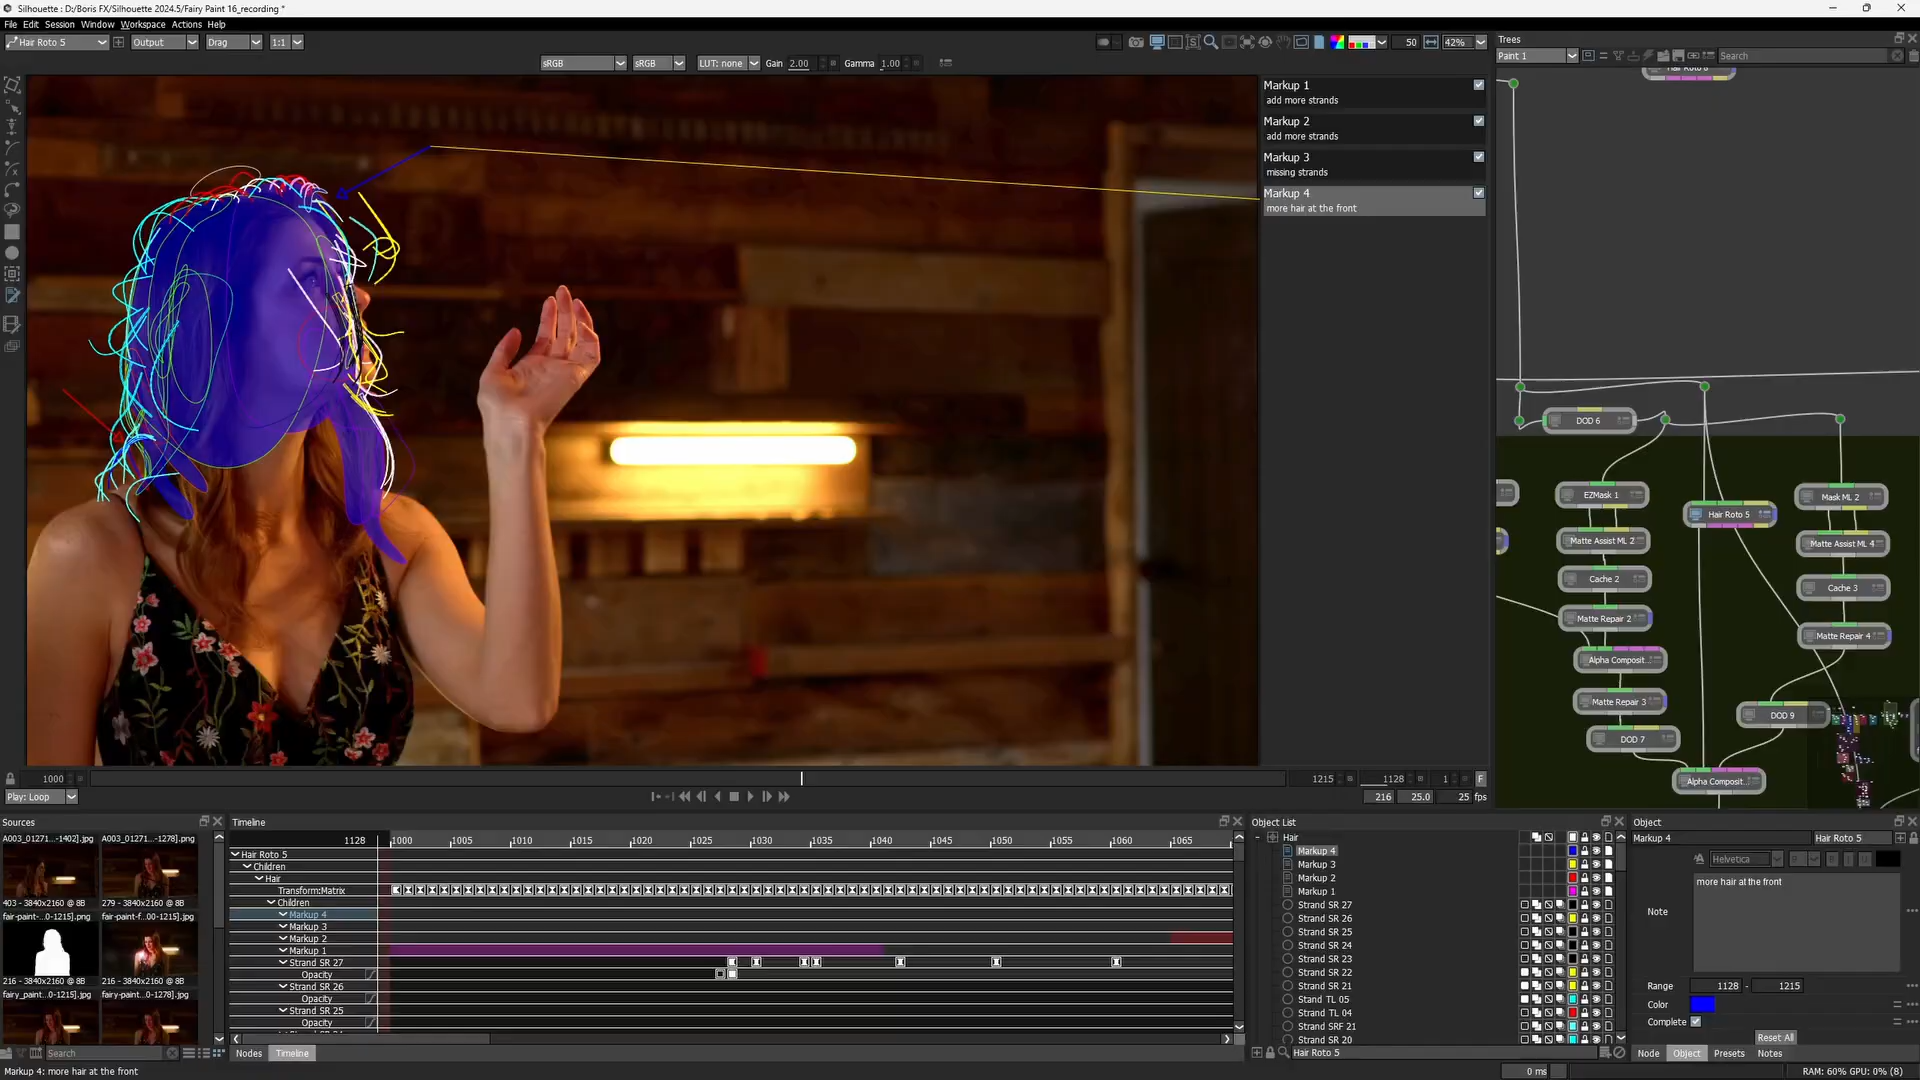 Silhouette : D:/Boris FX/Silhouette 2024.5/Fairy Paint 16_recording *
File Edit Session Window Workspace Actions Help
Hair Roto 5 Output Drag 1:1
50 42%
sRGB sRGB LUT: none Gain 2.00 Gamma 1.00
Markup 1
add more strands
Markup 2
add more strands
Markup 3
missing strands
Markup 4
more hair at the front
Trees
Paint 1 Search
DOD 6
EZMask 1
Mask ML 2
Hair Roto 5
Matte Assist ML 2
Matte Assist ML 4
Cache 2
Cache 3
Matte Repair 2
Matte Repair 4
Alpha Composit...
Matte Repair 3
DOD 9
DOD 7
Alpha Composit...
1000 1215 1128 1 F
Play: Loop 216 25.0 25 fps
Sources
A003_01271...-1402].jpg A003_01271...-1278].png
403 - 3840x2160 @ 8B 279 - 3840x2160 @ 8B
fair-paint-...0-1215].png fair-paint-f...00-1215].png
216 - 3840x2160 @ 8B 216 - 3840x2160 @ 8B
fairy_paint...0-1215].jpg fairy-paint...0-1278].jpg
Search
Timeline
1128 1000 1005 1010 1015 1020 1025 1030 1035 1040 1045 1050 1055 1060 1065
Hair Roto 5
Children
Hair
Transform:Matrix
Children
Markup 4
Markup 3
Markup 2
Markup 1
Strand SR 27
Opacity
Strand SR 26
Opacity
Strand SR 25
Opacity
Nodes Timeline
Object List
Hair
Markup 4
Markup 3
Markup 2
Markup 1
Strand SR 27
Strand SR 26
Strand SR 25
Strand SR 24
Strand SR 23
Strand SR 22
Strand SR 21
Stand TL 05
Strand TL 04
Strand SRF 21
Strand SR 20
Hair Roto 5
Object
Markup 4 Hair Roto 5
Helvetica
Note more hair at the front
Range 1128 - 1215
Color
Complete
Reset All
Node Object Presets Notes
Markup 4: more hair at the front
0 ms RAM: 60% GPU: 0% (8)